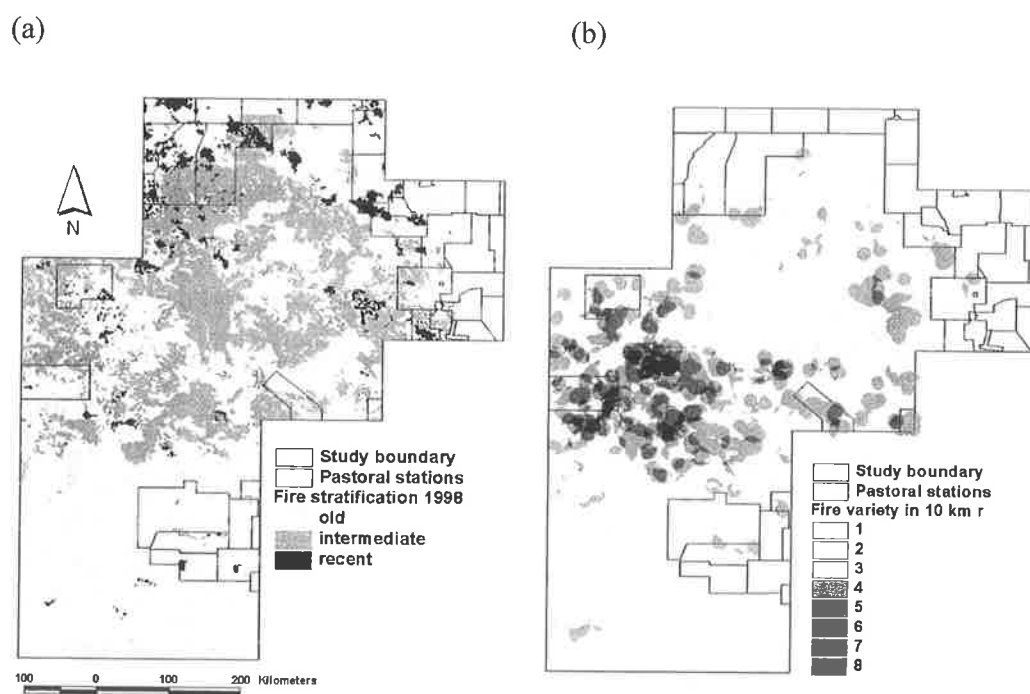 (a)
N
Study boundary
Pastoral stations
Fire stratification 1998
old
intermediate
recent
100 0 100 200 Kilometers
(b)
Study boundary
Pastoral stations
Fire variety in 10 km r
1
2
3
4
5
6
7
8